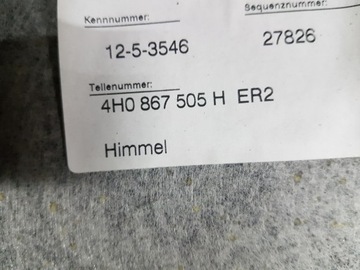 Kennnummer:
Sequenznummer:
12-5-3546
27826
Teilenummer:
4H0 867 505 H ER2
Himmel